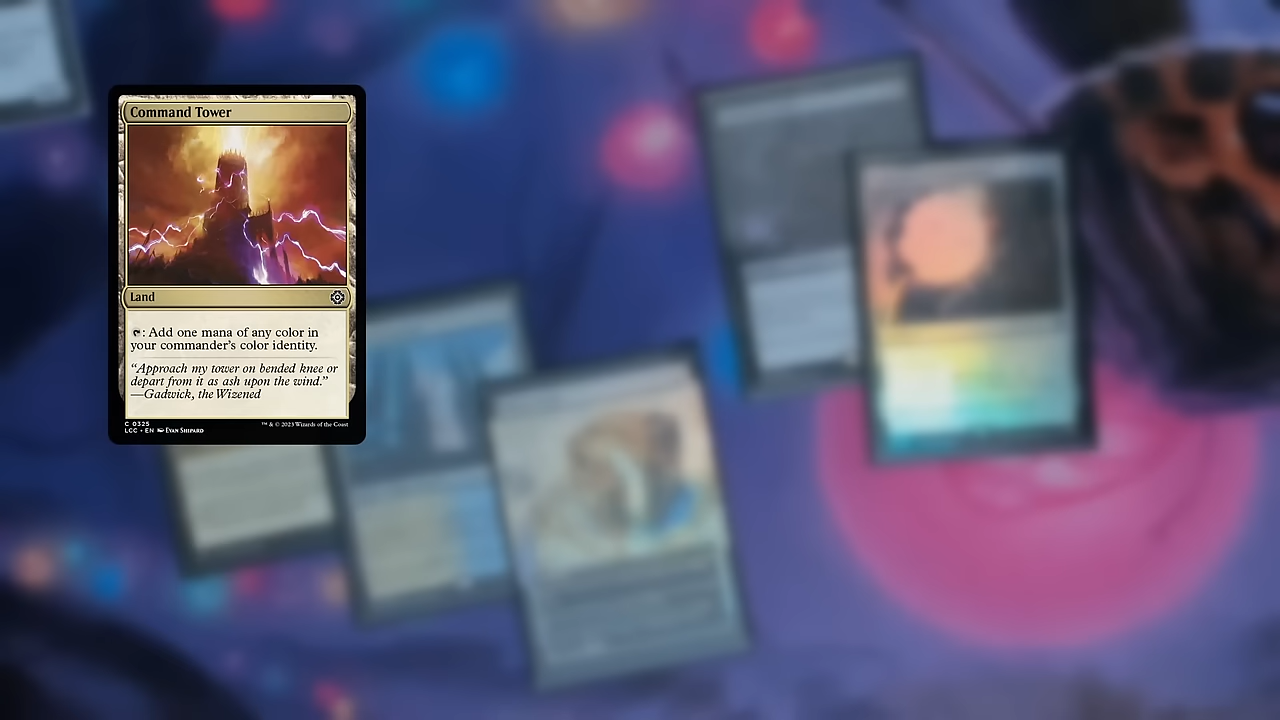 Command Tower
Land
: Add one mana of any color in
your commander's color identity.
"Approach my tower on bended knee or
depart from it as ash upon the wind."
—Gadwick, the Wizened
C 0325
LCC • EN Evan Shipard
™ & © 2023 Wizards of the Coast